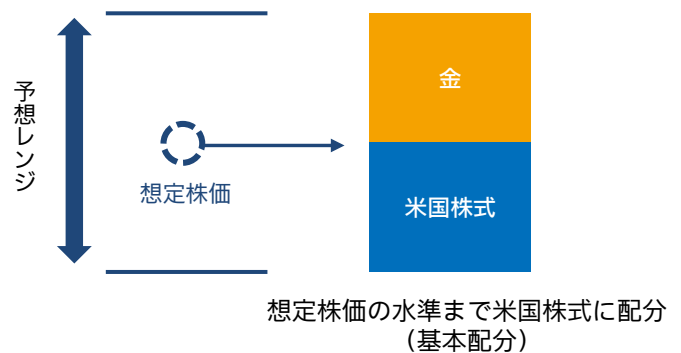 予想レンジ
金
想定株価
米国株式
想定株価の水準まで米国株式に配分
（基本配分）